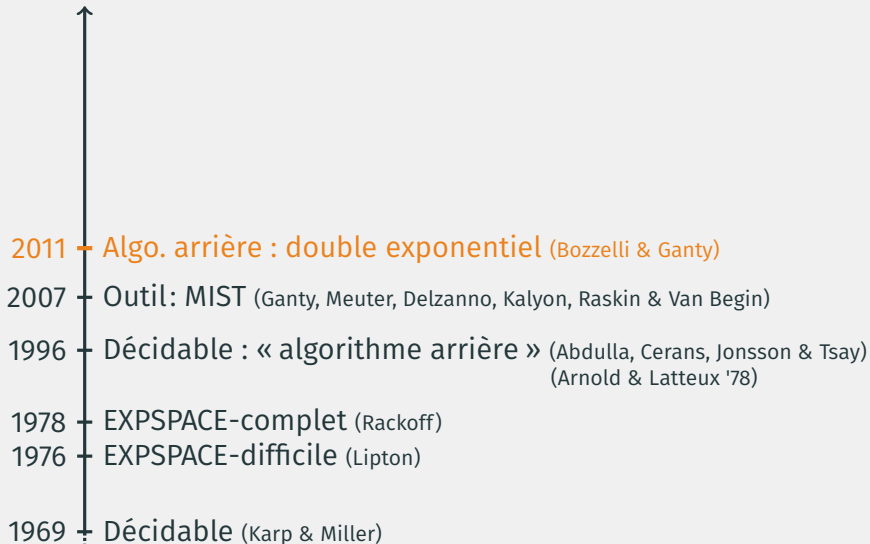 2011 Algo. arrière : double exponentiel (Bozzelli & Ganty)
2007 Outil: MIST (Ganty, Meuter, Delzanno, Kalyon, Raskin & Van Begin)
1996 Décidable : « algorithme arrière » (Abdulla, Cerans, Jonsson & Tsay)
(Arnold & Latteux '78)
1978 EXPSPACE-complet (Rackoff)
1976 EXPSPACE-difficile (Lipton)
1969 Décidable (Karp & Miller)